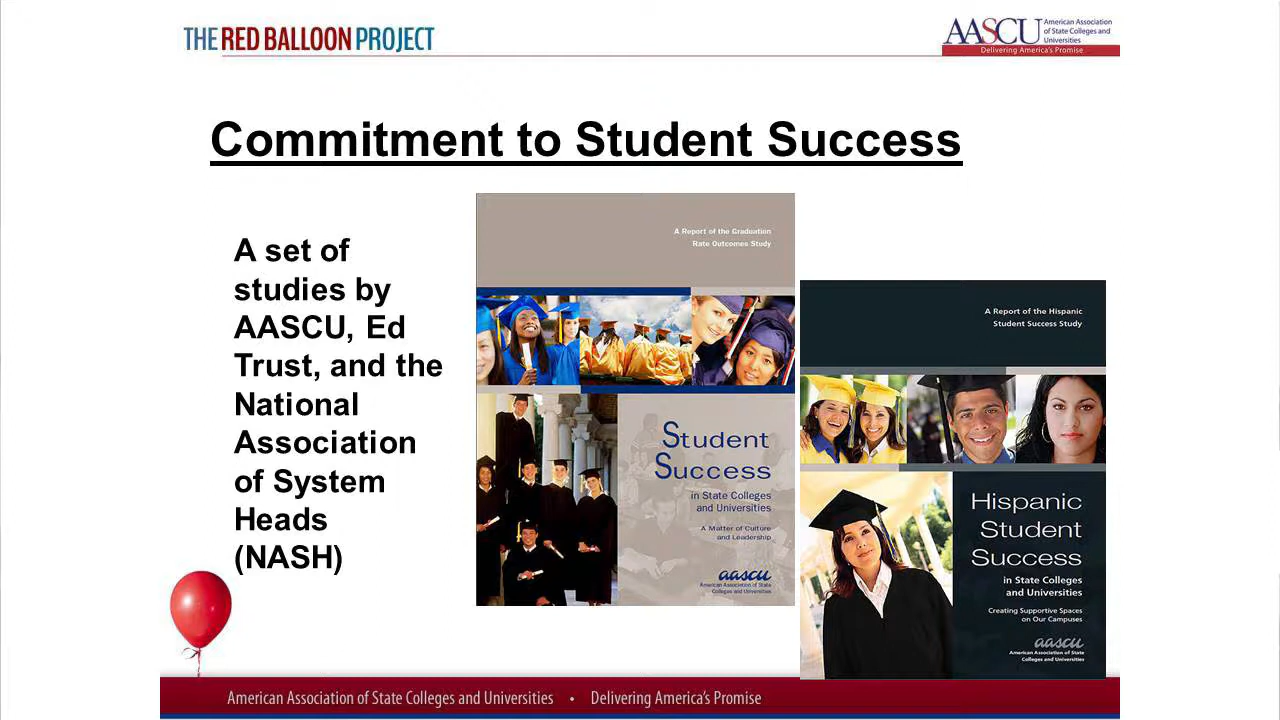 THE RED BALLOON PROJECT
AASCU
American Association
of State Colleges and
Universities
Delivering America's Promise
Commitment to Student Success
A set of
studies by
AASCU, Ed
Trust, and the
National
Association
of System
Heads
(NASH)
A Report of the Graduation
Rate Outcomes Study
Student
Success
in State Colleges
and Universities
A Matter of Culture
and Leadership
aascu
American Association of State
Colleges and Universities
A Report of the Hispanic
Student Success Study
Hispanic
Student
Success
in State Colleges
and Universities
Creating Supportive Spaces
on Our Campuses
aascu
American Association of State
Colleges and Universities
American Association of State Colleges and Universities • Delivering America's Promise